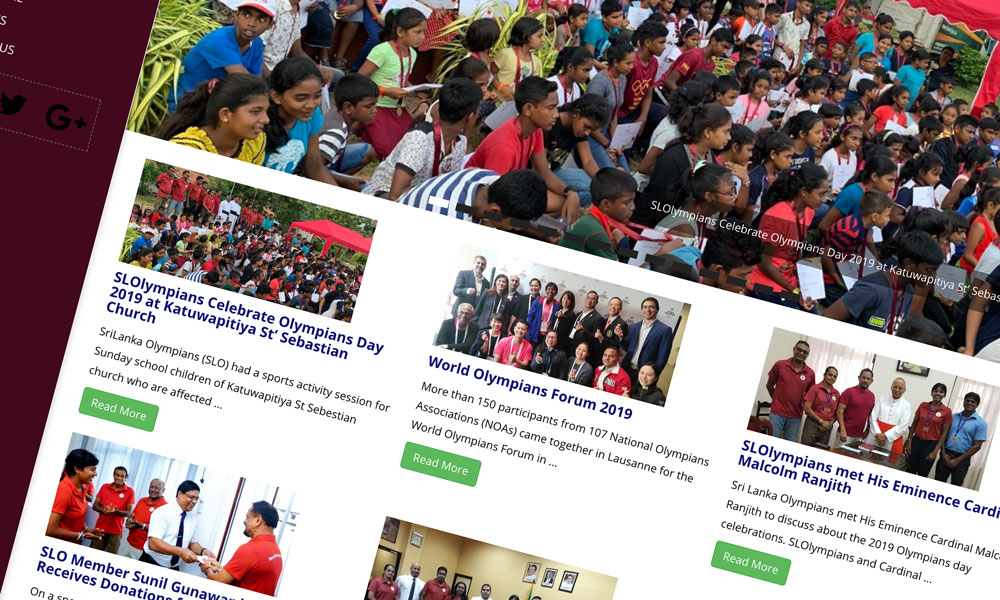 US
G+
SLOlympians Celebrate Olympians Day 2019 at Katuwapitiya St' Sebas
SLOlympians Celebrate Olympians Day
2019 at Katuwapitiya St' Sebastian
Church
SriLanka Olympians (SLO) had a sports activity session for
Sunday school children of Katuwapitiya St Sebestian
church who are affected ...
Read More
World Olympians Forum 2019
More than 150 participants from 107 National Olympians
Associations (NOAs) came together in Lausanne for the
World Olympians Forum in ...
Read More
SLOlympians met His Eminence Cardi
Malcolm Ranjith
Sri Lanka Olympians met His Eminence Cardinal Malco
Ranjith to discuss about the 2019 Olympians day
celebrations. SLOlympians and Cardinal ...
Read More
SLO Member Sunil Gunawar
Receives Donations
On a sp